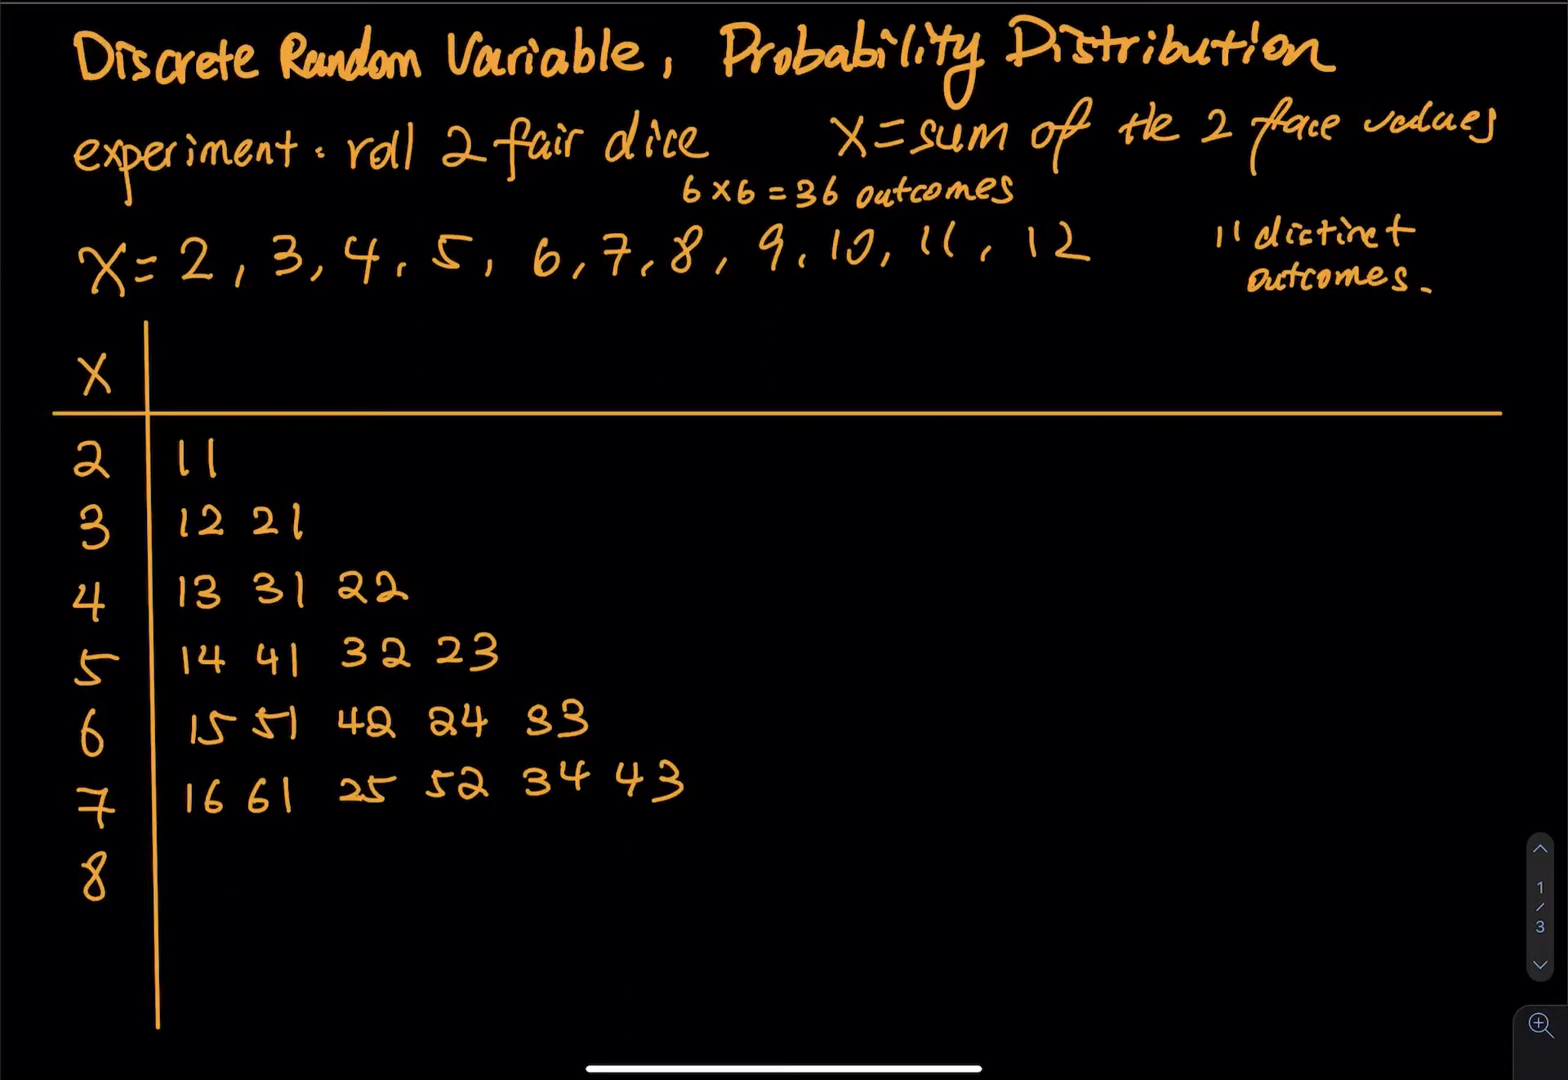 Discrete Random Variable, Probability Distribution
experiment: roll 2 fair dice X = sum of the 2 face values
6 × 6 = 36 outcomes
X = 2, 3, 4, 5, 6, 7, 8, 9, 10, 11, 12 11 distinct
outcomes.
X
2 11
3 12 21
4 13 31 22
5 14 41 32 23
6 15 51 42 24 33
7 16 61 25 52 34 43
8
1
/
3